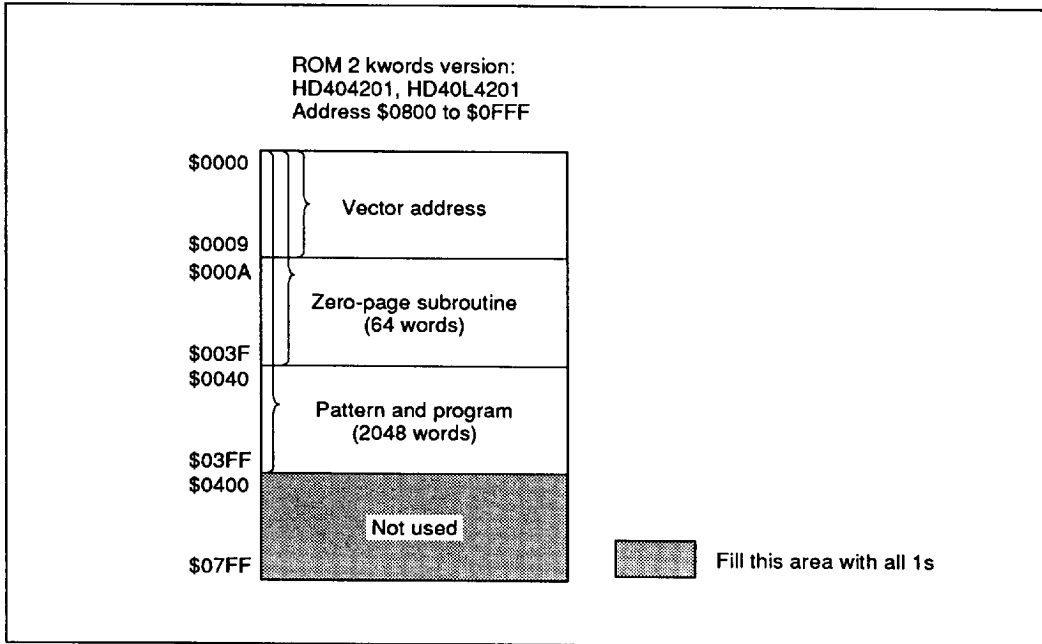 ROM 2 kwords version:
HD404201, HD40L4201
Address $0800 to $0FFF
$0000
Vector address
$0009
$000A
Zero-page subroutine
(64 words)
$003F
$0040
Pattern and program
(2048 words)
$03FF
$0400
Not used
$07FF
Fill this area with all 1s